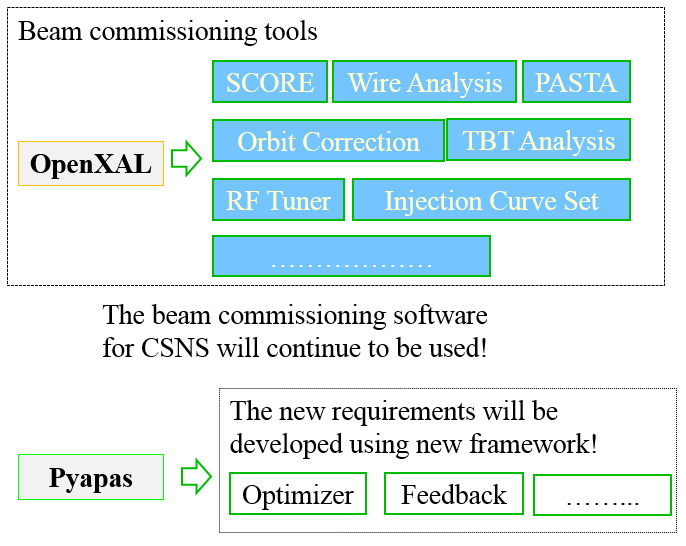 Beam commissioning tools
SCORE Wire Analysis PASTA
Orbit Correction TBT Analysis
OpenXAL
RF Tuner Injection Curve Set
………………
The beam commissioning software
for CSNS will continue to be used!
The new requirements will be
developed using new framework!
Pyapas
Optimizer Feedback ……...